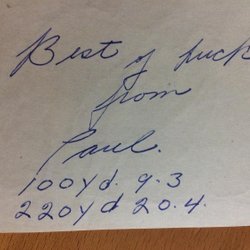 Best of luck
from
Paul.
100yd. 9.3
220yd 20.4.